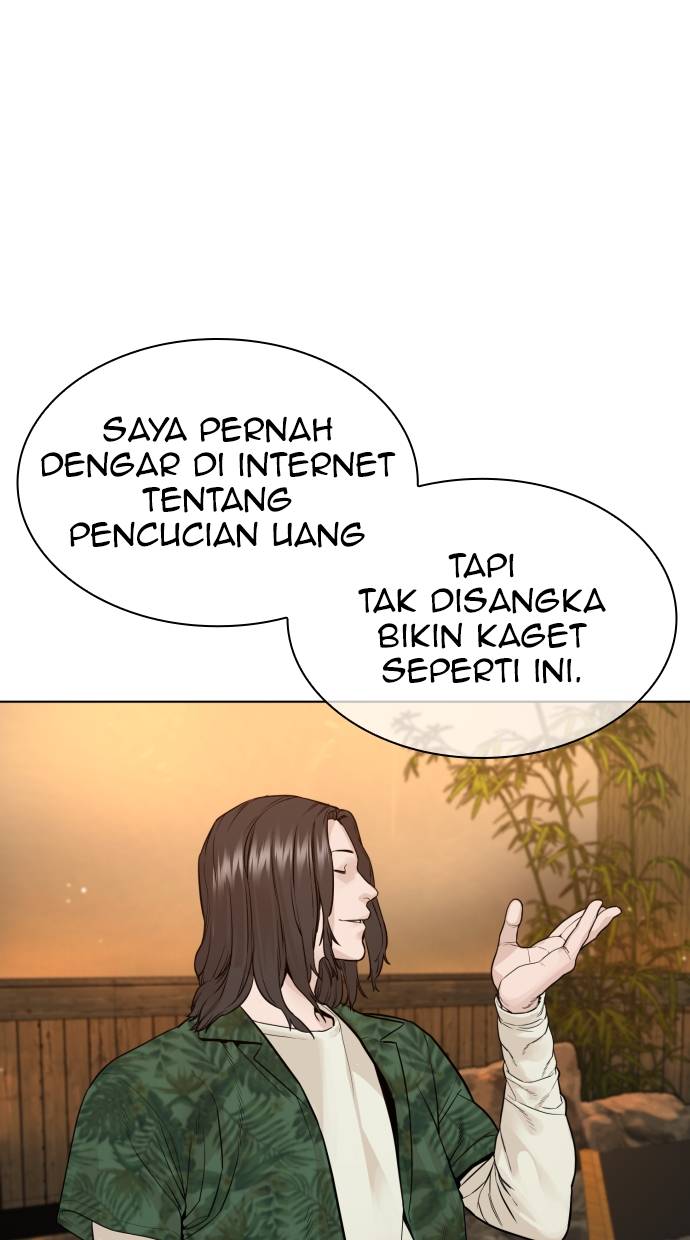 SAYA PERNAH
DENGAR DI INTERNET
TENTANG
PENCUCIAN UANG
TAPI
TAK DISANGKA
BIKIN KAGET
SEPERTI INI.